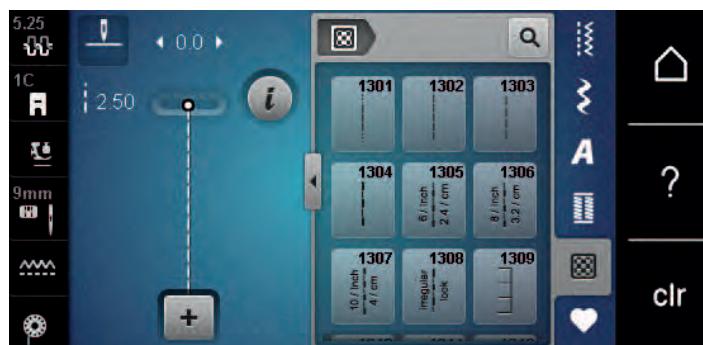 5.25
0.0
1C
2.50
i
9mm
+
1301
1302
1303
1304
1305
6 / inch
2.4 / cm
1306
8 / inch
3.2 / cm
1307
10 / inch
4 / cm
1308
irregular
look
1309
A
?
clr